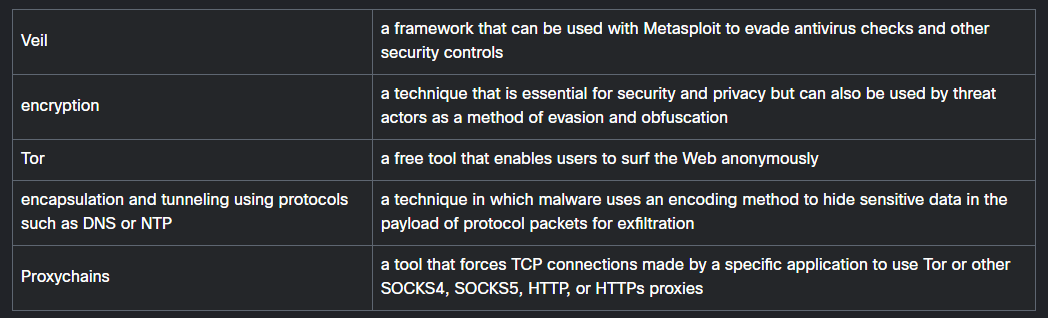 Veil
a framework that can be used with Metasploit to evade antivirus checks and other
security controls
encryption
a technique that is essential for security and privacy but can also be used by threat
actors as a method of evasion and obfuscation
Tor
a free tool that enables users to surf the Web anonymously
encapsulation and tunneling using protocols
such as DNS or NTP
a technique in which malware uses an encoding method to hide sensitive data in the
payload of protocol packets for exfiltration
Proxychains
a tool that forces TCP connections made by a specific application to use Tor or other
SOCKS4, SOCKS5, HTTP, or HTTPs proxies